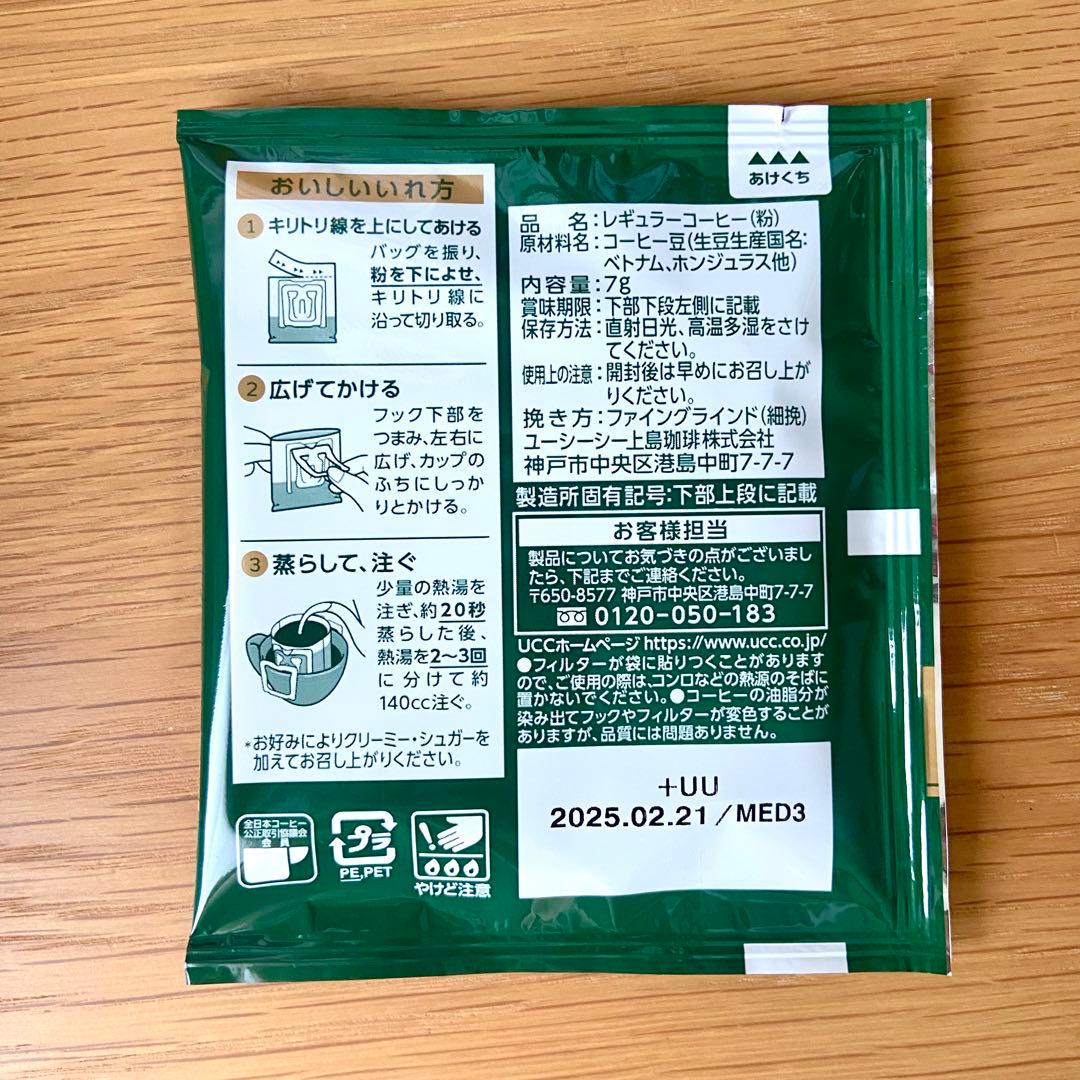 おいしいいれ方
1 キリトリ線を上にしてあける
バッグを振り、
粉を下によせ、
キリトリ線に
沿って切り取る。
2 広げてかける
フック下部を
つまみ、左右に
広げ、カップの
ふちにしっか
りとかける。
3 蒸らして、注ぐ
少量の熱湯を
注ぎ、約20秒
蒸らした後、
熱湯を2〜3回
に分けて約
140cc注ぐ。
*お好みによりクリーミー・シュガーを
加えてお召し上がりください。
全日本コーヒー
公正取引協議会
会員
プラ
PE,PET
やけど注意
▲▲▲
あけくち
品名:レギュラーコーヒー(粉)
原材料名:コーヒー豆(生豆生産国名:
ベトナム、ホンジュラス他)
内容量:7g
賞味期限:下部下段左側に記載
保存方法:直射日光、高温多湿をさけ
てください。
使用上の注意:開封後は早めにお召し上が
りください。
挽き方:ファイングラインド(細挽)
ユーシーシー上島珈琲株式会社
神戸市中央区港島中町7-7-7
製造所固有記号:下部上段に記載
お客様担当
製品についてお気づきの点がございまし
たら、下記までご連絡ください。
〒650-8577 神戸市中央区港島中町7-7-7
0120-050-183
UCCホームページ https://www.ucc.co.jp/
●フィルターが袋に貼りつくことがあります
ので、ご使用の際は、コンロなどの熱源のそばに
置かないでください。●コーヒーの油脂分が
染み出てフックやフィルターが変色することが
ありますが、品質には問題ありません。
+UU
2025.02.21/MED3